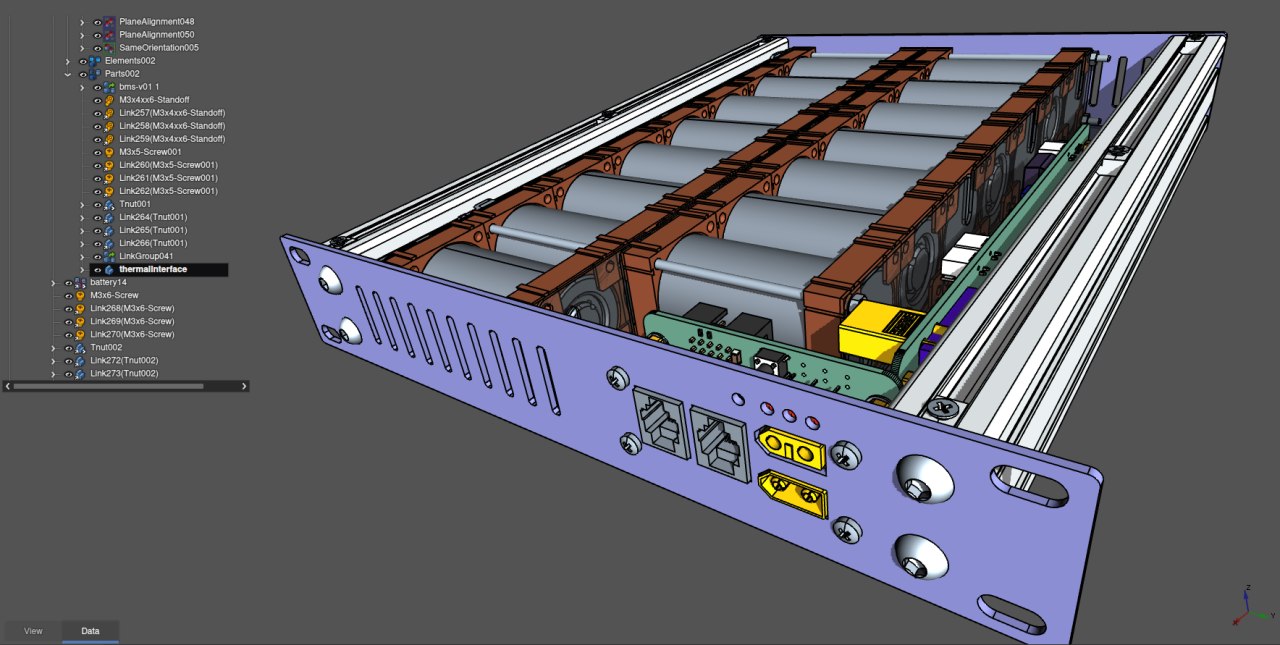 PlaneAlignment048
PlaneAlignment050
SameOrientation005
Elements002
Parts002
bms-v01 1
M3x4xx6-Standoff
Link257(M3x4xx6-Standoff)
Link258(M3x4xx6-Standoff)
Link259(M3x4xx6-Standoff)
M3x5-Screw001
Link260(M3x5-Screw001)
Link261(M3x5-Screw001)
Link262(M3x5-Screw001)
Tnut001
Link264(Tnut001)
Link265(Tnut001)
Link266(Tnut001)
LinkGroup041
thermalInterface
battery14
M3x6-Screw
Link268(M3x6-Screw)
Link269(M3x6-Screw)
Link270(M3x6-Screw)
Tnut002
Link272(Tnut002)
Link273(Tnut002)
View
Data
Z
Y
X